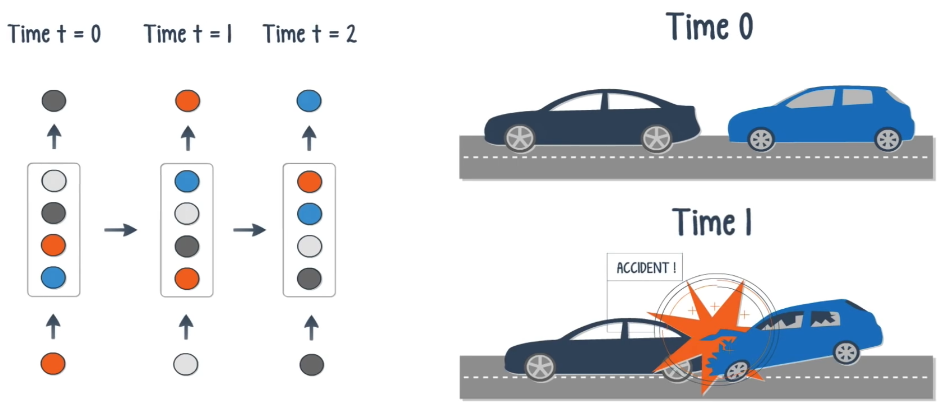 Time t = 0
Time t = 1
Time t = 2
Time 0
Time 1
ACCIDENT !